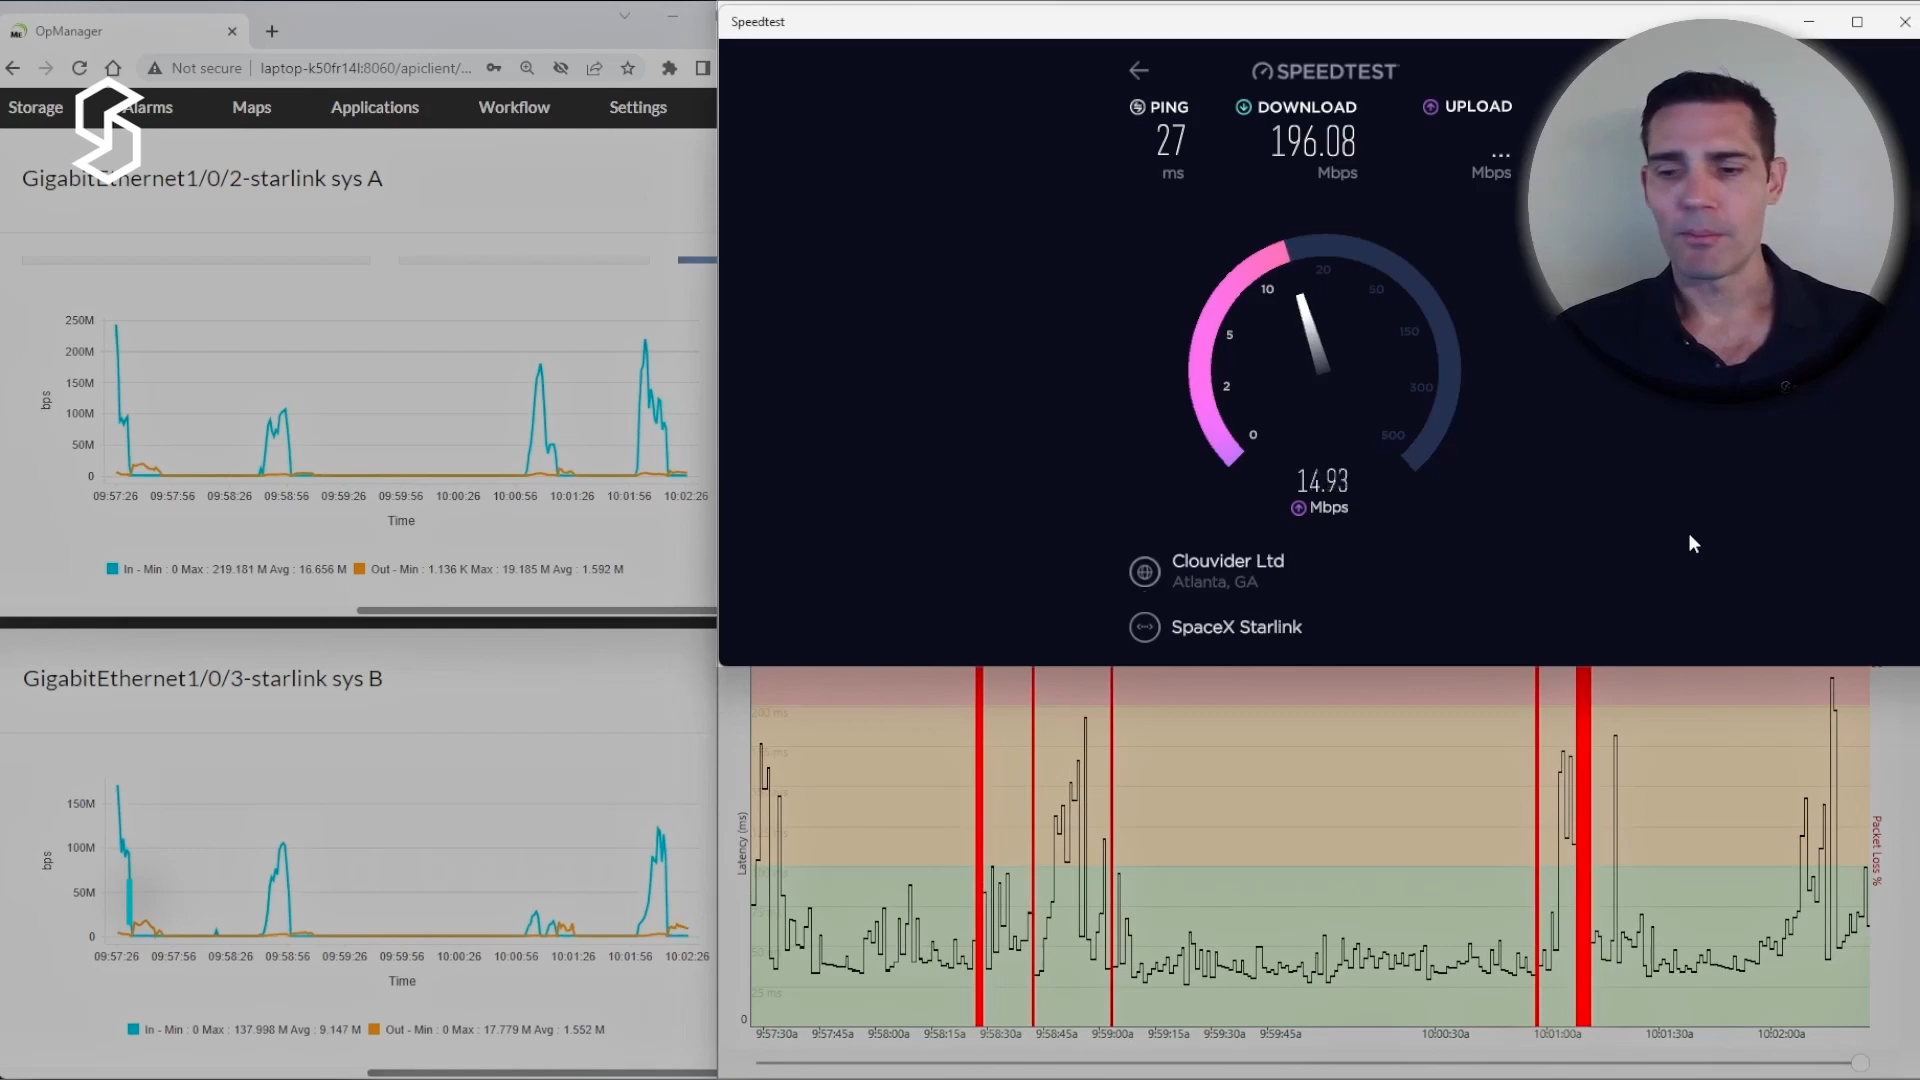 OpManager
Not secure
laptop-k50fr14l:8060/apiclient/...
Storage
Alarms
Maps
Applications
Workflow
Settings
GigabitEthernet1/0/2-starlink sys A
250M
200M
150M
100M
50M
0
bps
09:57:26 09:57:56 09:58:26 09:58:56 09:59:26 09:59:56 10:00:26 10:00:56 10:01:26 10:01:56 10:02:26
Time
In - Min : 0 Max : 219.181 M Avg : 16.656 M Out - Min : 1.136 K Max : 19.185 M Avg : 1.592 M
GigabitEthernet1/0/3-starlink sys B
150M
100M
50M
0
bps
09:57:26 09:57:56 09:58:26 09:58:56 09:59:26 09:59:56 10:00:26 10:00:56 10:01:26 10:01:56 10:02:26
Time
In - Min : 0 Max : 137.998 M Avg : 9.147 M Out - Min : 0 Max : 17.779 M Avg : 1.552 M
Speedtest
SPEEDTEST
PING
27
ms
DOWNLOAD
196.08
Mbps
UPLOAD
...
Mbps
0
2
5
10
20
50
150
300
500
14.93
Mbps
Clouvider Ltd
Atlanta, GA
SpaceX Starlink
200 ms
25 ms
0
Latency (ms)
Packet Loss %
9:57:30a 9:57:45a 9:58:00a 9:58:15a 9:58:30a 9:58:45a 9:59:00a 9:59:15a 9:59:30a 9:59:45a 10:00:30a 10:01:00a 10:01:30a 10:02:00a